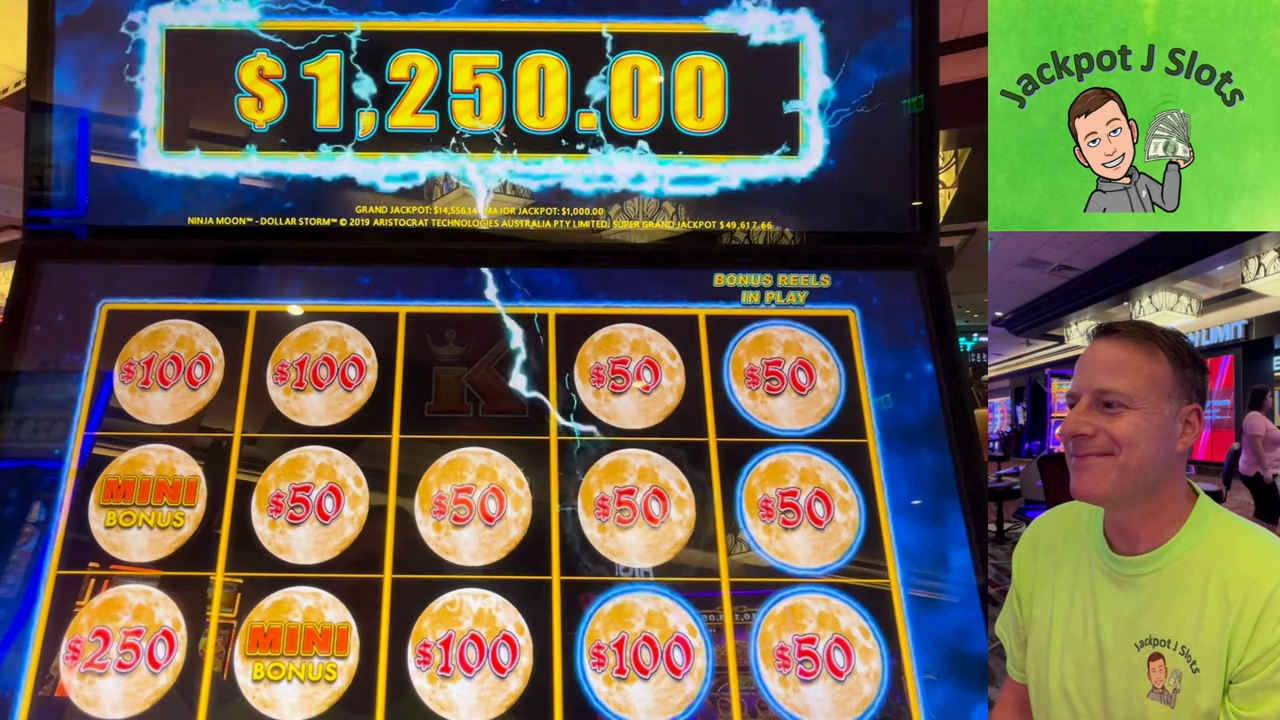 $1,250.00
GRAND JACKPOT: $14,556.14 MAJOR JACKPOT: $1,000.00
NINJA MOON™ - DOLLAR STORM™ © 2019 ARISTOCRAT TECHNOLOGIES AUSTRALIA PTY LIMITED. SUPER GRAND JACKPOT $49,617.66
BONUS REELS
IN PLAY
$100 $100 K $50 $50
MINI
BONUS
$50 $50 $50 $50
$250
MINI
BONUS
$100 $100 $50
Jackpot J Slots
LIMIT
Jackpot J Slots